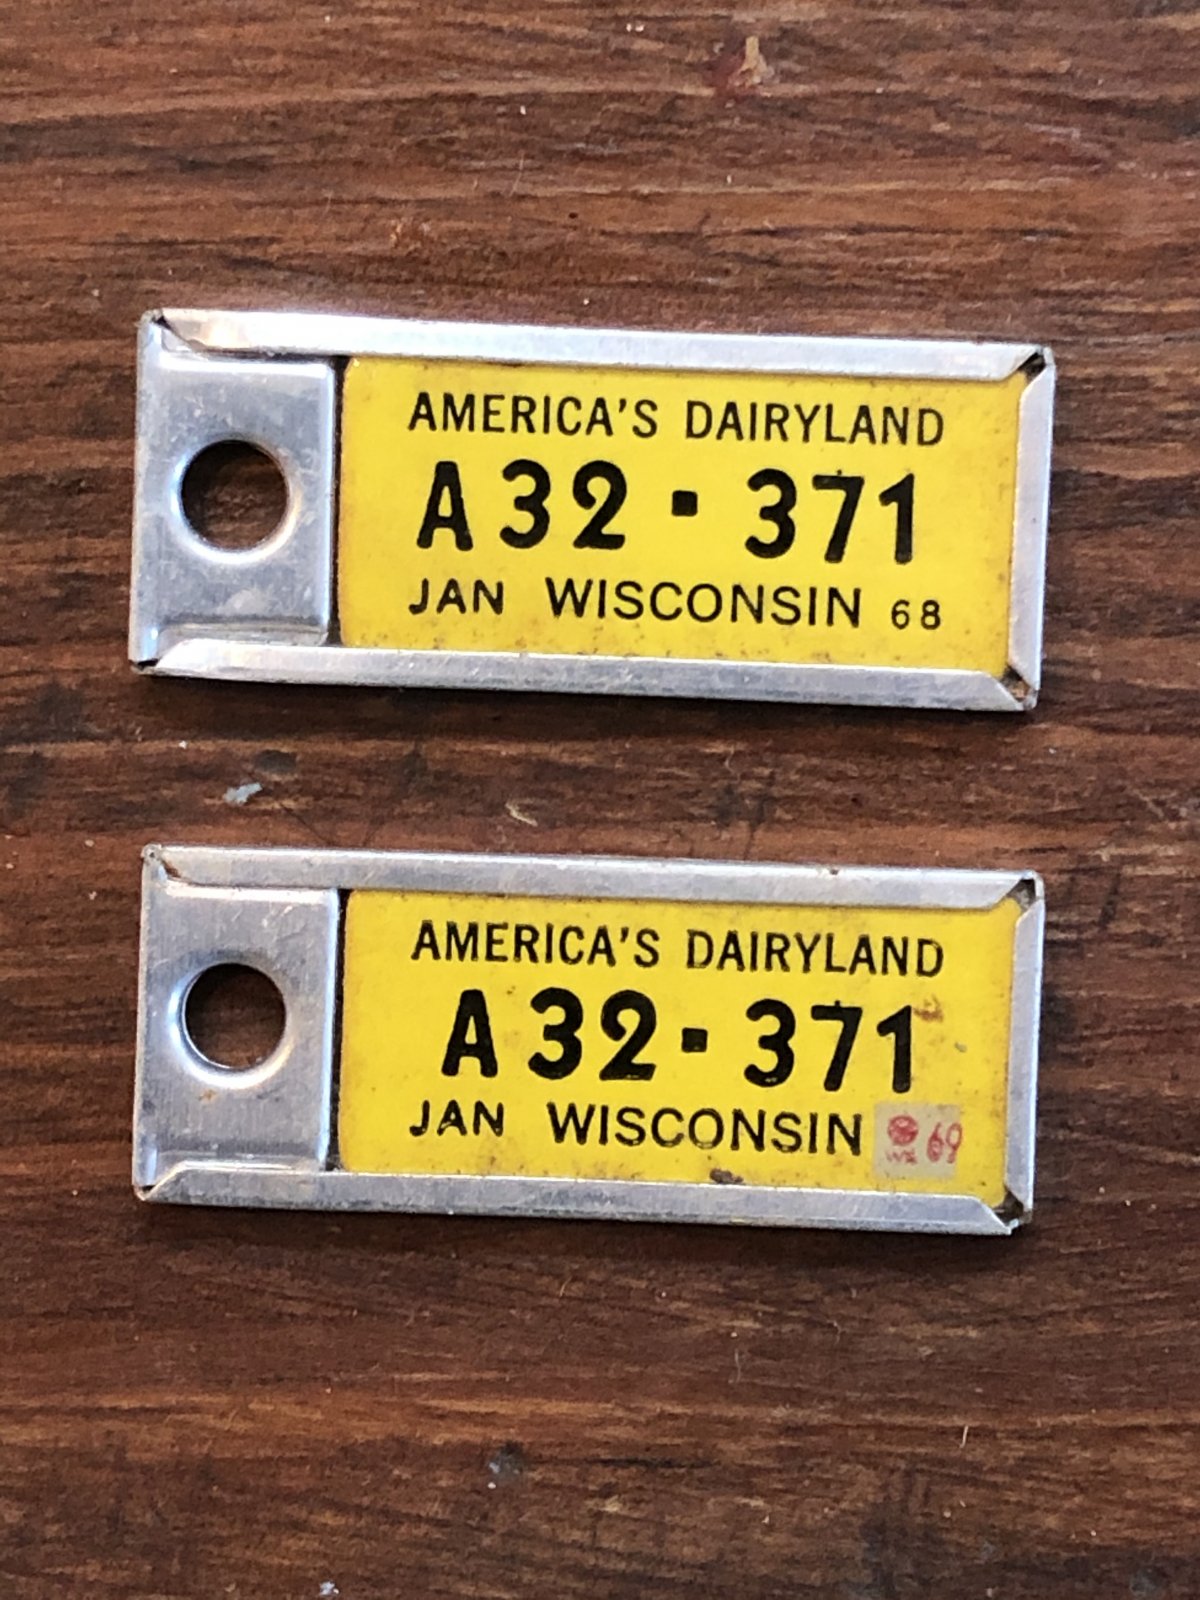 AMERICA'S DAIRYLAND
A32·371
JAN WISCONSIN 68
AMERICA'S DAIRYLAND
A32·371
JAN WISCONSIN 69